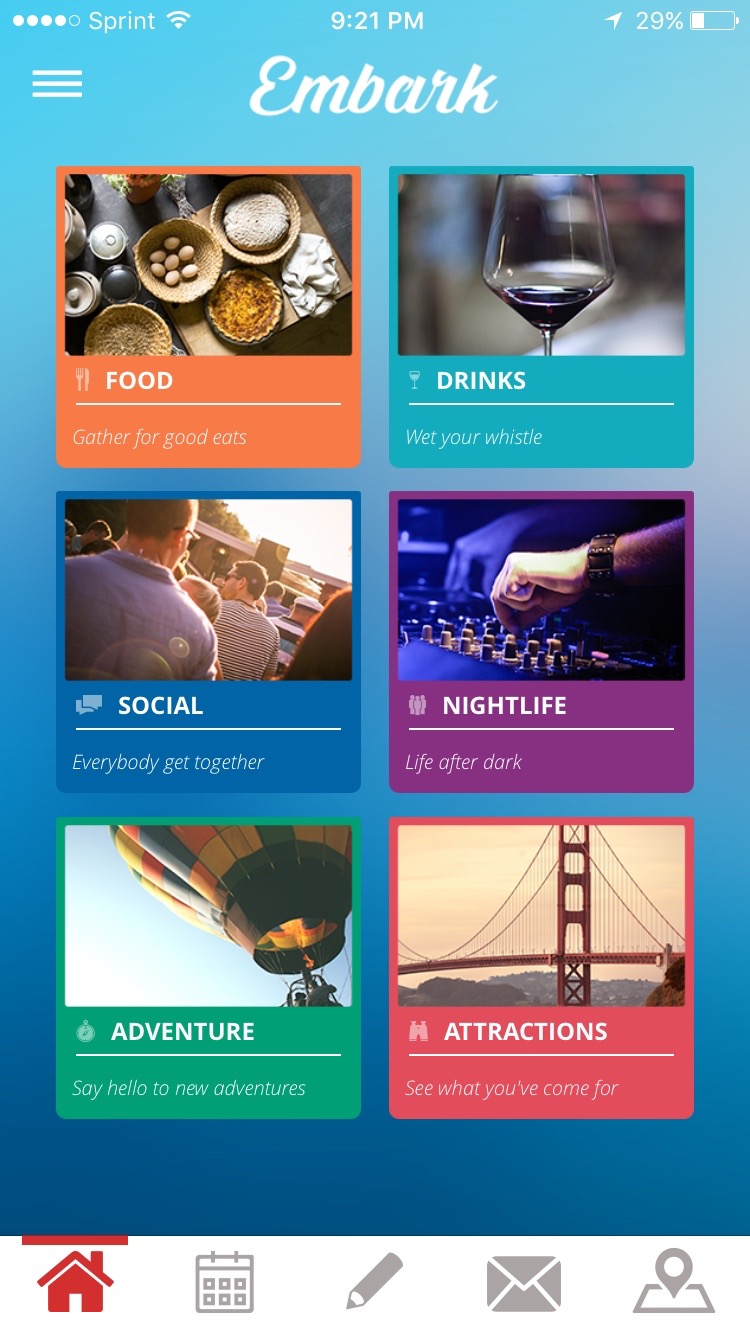 Sprint 9:21 PM 29%
Embark
FOOD
Gather for good eats
DRINKS
Wet your whistle
SOCIAL
Everybody get together
NIGHTLIFE
Life after dark
ADVENTURE
Say hello to new adventures
ATTRACTIONS
See what you've come for